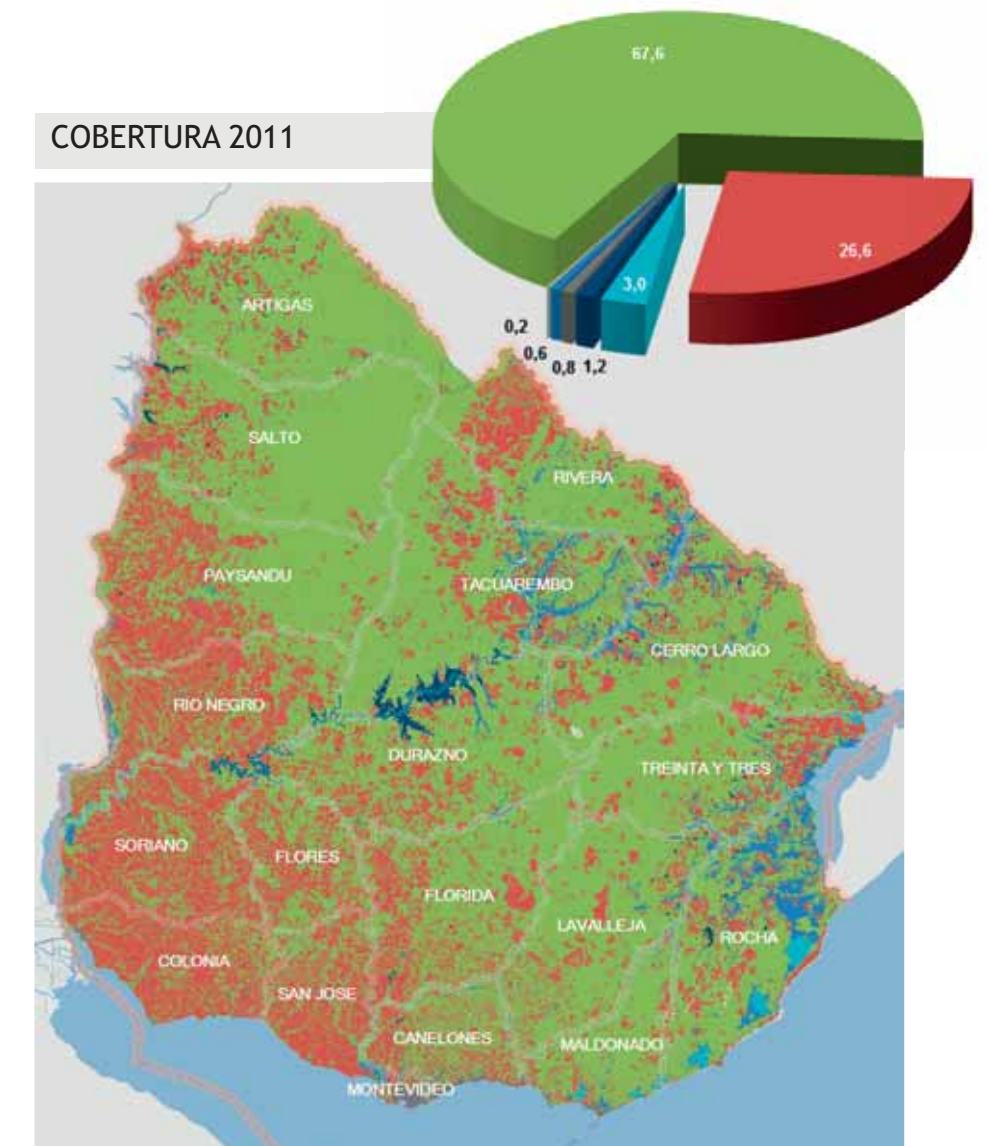 67,6
COBERTURA 2011
26,6
3,0
0,2
0,6
0,8 1,2
ARTIGAS
SALTO
RIVERA
PAYSANDU
TACUAREMBO
CERRO LARGO
RIO NEGRO
DURAZNO
TREINTA Y TRES
SORIANO
FLORES
FLORIDA
LAVALLEJA
ROCHA
COLONIA
SAN JOSE
CANELONES
MALDONADO
MONTEVIDEO